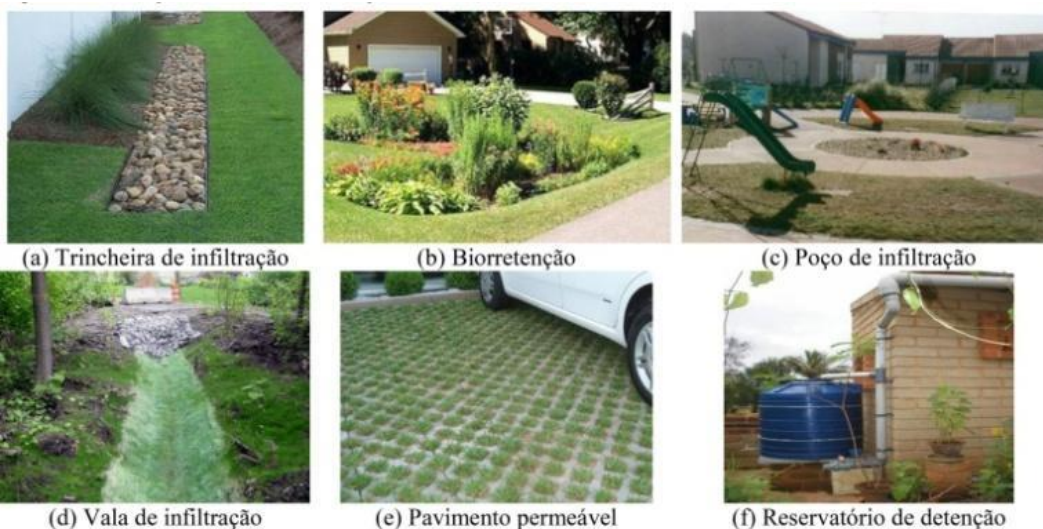 (a) Trincheira de infiltração
(b) Biorretenção
(c) Poço de infiltração
(d) Vala de infiltração
(e) Pavimento permeável
(f) Reservatório de detenção